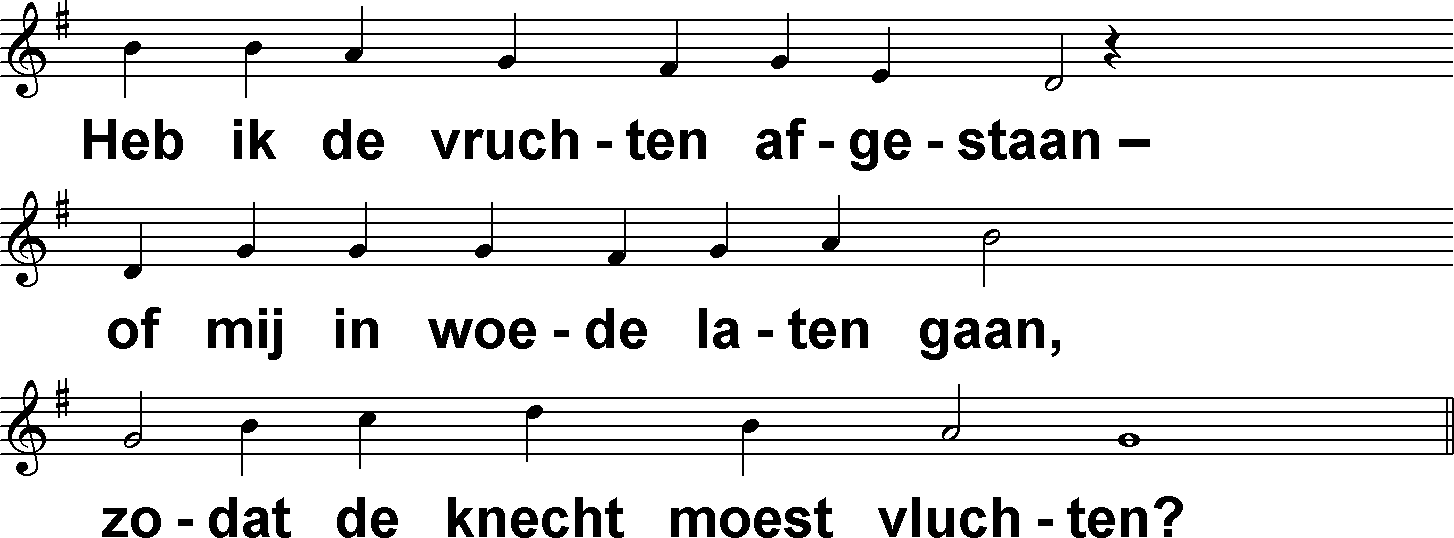 Heb ik de vruch - ten af - ge - staan –
of mij in woe - de la - ten gaan,
zo - dat de knecht moest vluch - ten?